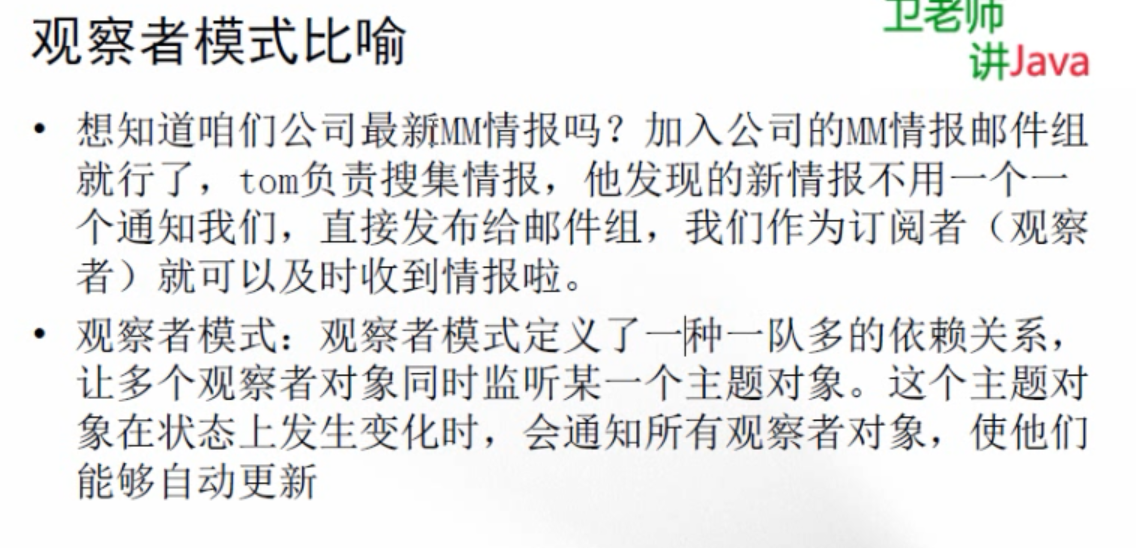 观察者模式比喻
卫老师
讲Java
• 想知道咱们公司最新MM情报吗？加入公司的MM情报邮件组
就行了，tom负责搜集情报，他发现的新情报不用一个一
个通知我们，直接发布给邮件组，我们作为订阅者（观察
者）就可以及时收到情报啦。
• 观察者模式：观察者模式定义了一种一队多的依赖关系，
让多个观察者对象同时监听某一个主题对象。这个主题对
象在状态上发生变化时，会通知所有观察者对象，使他们
能够自动更新